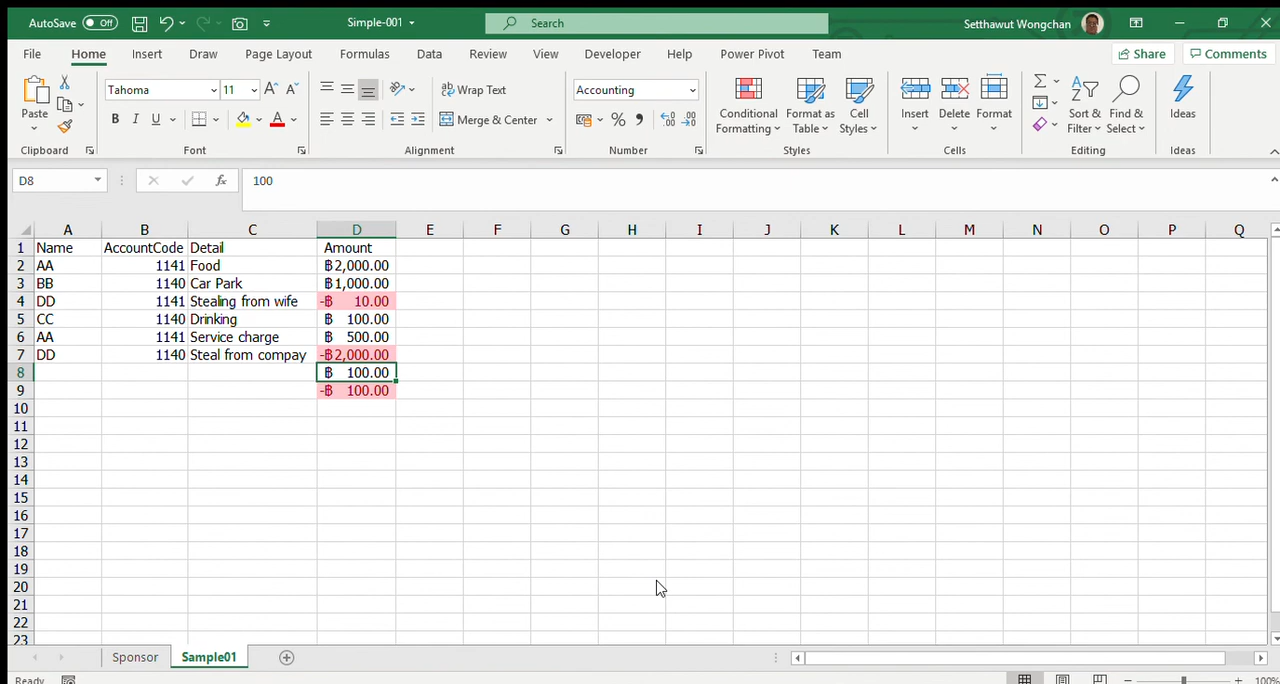 AutoSave Off Simple-001 Search Setthawut Wongchan
File Home Insert Draw Page Layout Formulas Data Review View Developer Help Power Pivot Team Share Comments
Paste Tahoma 11 A A B I U A Wrap Text Merge & Center Accounting % Conditional Formatting Format as Table Cell Styles Insert Delete Format Sort & Filter Find & Select Ideas
Clipboard Font Alignment Number Styles Cells Editing Ideas
D8 fx 100
A B C D E F G H I J K L M N O P Q
1 Name AccountCode Detail Amount
2 AA 1141 Food ฿2,000.00
3 BB 1140 Car Park ฿1,000.00
4 DD 1141 Stealing from wife -฿ 10.00
5 CC 1140 Drinking ฿ 100.00
6 AA 1141 Service charge ฿ 500.00
7 DD 1140 Steal from compay -฿2,000.00
8 ฿ 100.00
9 -฿ 100.00
10
11
12
13
14
15
16
17
18
19
20
21
22
23
Sponsor Sample01
Ready 100%